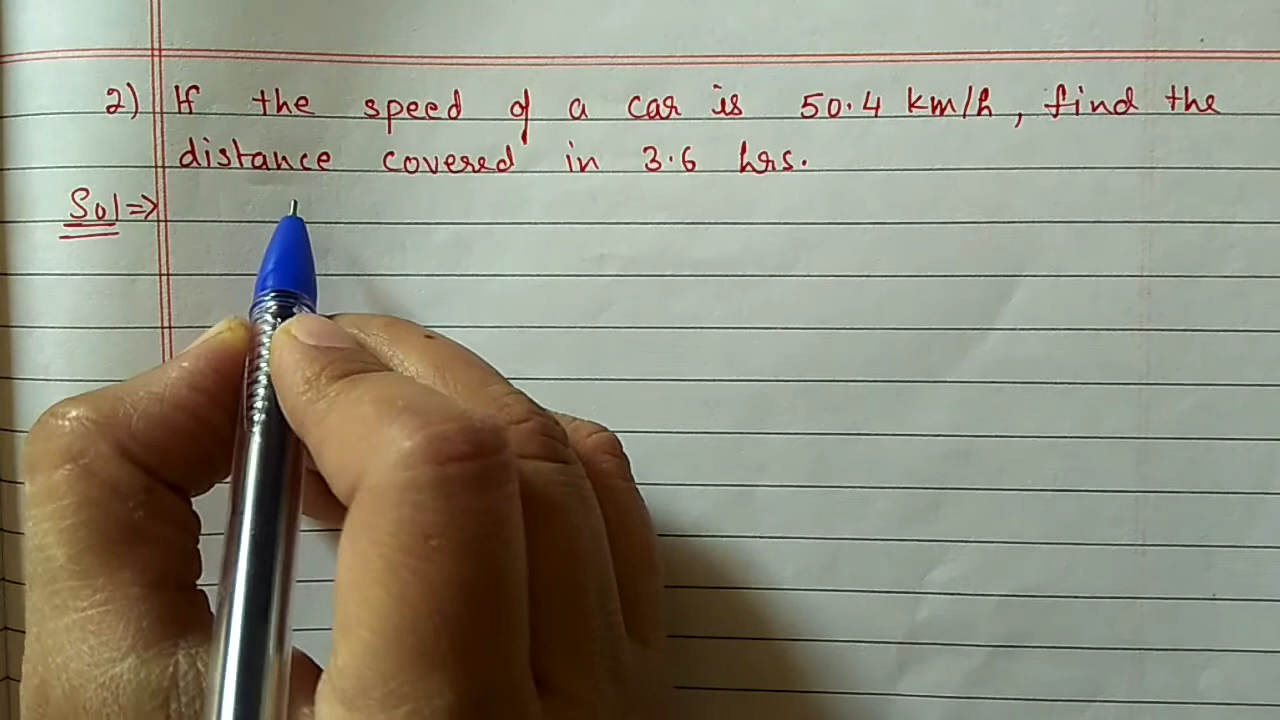 2) If the speed of a car is 50.4 km/h, find the
distance covered in 3.6 hrs.
Sol =>